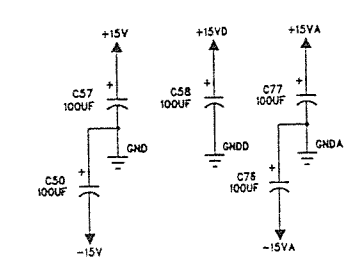 +15V +15VD +15VA
+ + +
C57 C58 C77
100UF 100UF 100UF
GND GNDD GNDA
+ +
C50 C75
100UF 100UF
-15V -15VA